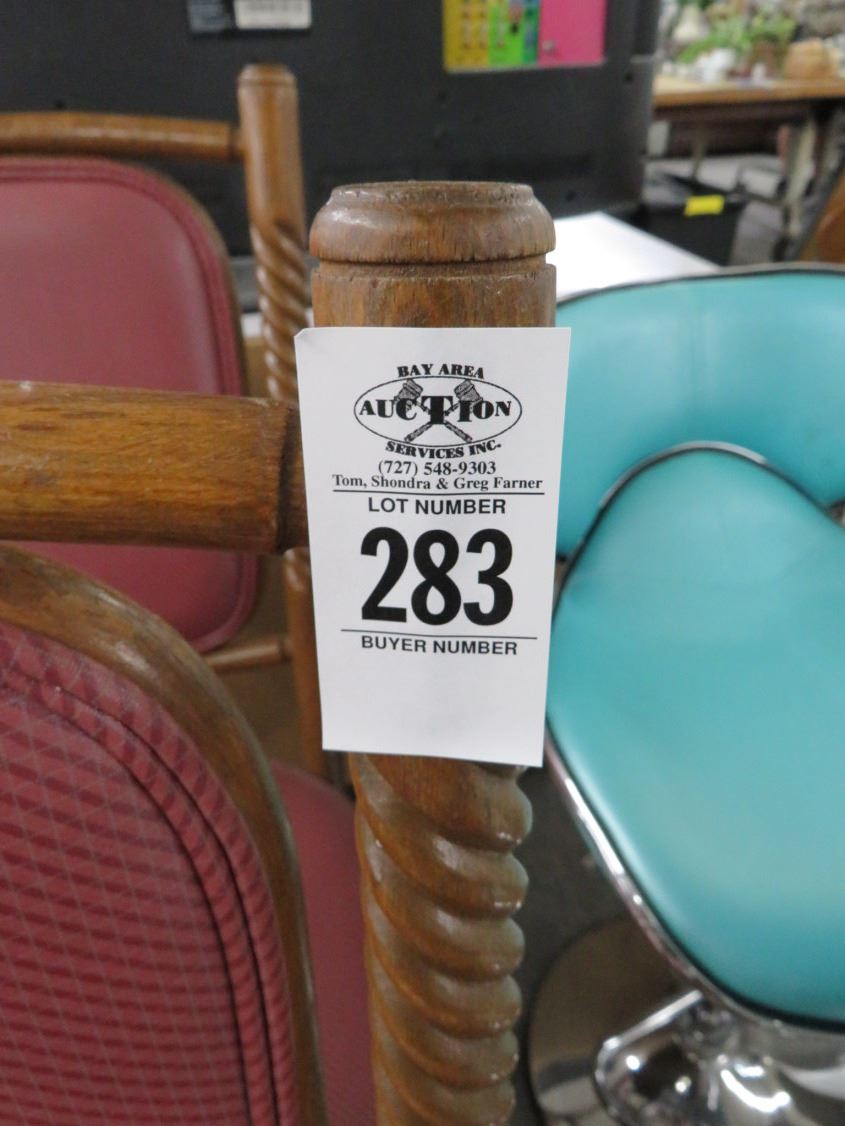 BAY AREA
AUCTION
SERVICES INC.
(727) 548-9303
Tom, Shondra & Greg Farner
LOT NUMBER
283
BUYER NUMBER